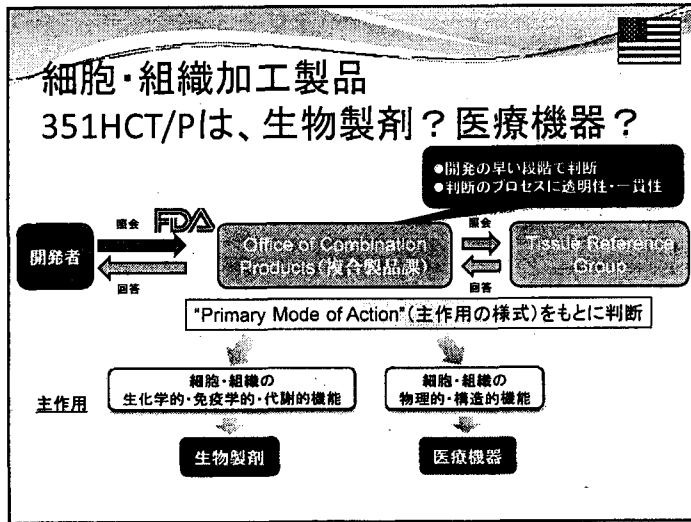 細胞・組織加工製品
351HCT/Pは、生物製剤？医療機器？
●開発の早い段階で判断
●判断のプロセスに透明性・一貫性
開発者
照会
回答
FDA
Office of Combination
Products(複合製品課)
照会
回答
Tissue Reference
Group
"Primary Mode of Action"(主作用の様式)をもとに判断
主作用
細胞・組織の
生化学的・免疫学的・代謝的機能
細胞・組織の
物理的・構造的機能
生物製剤
医療機器